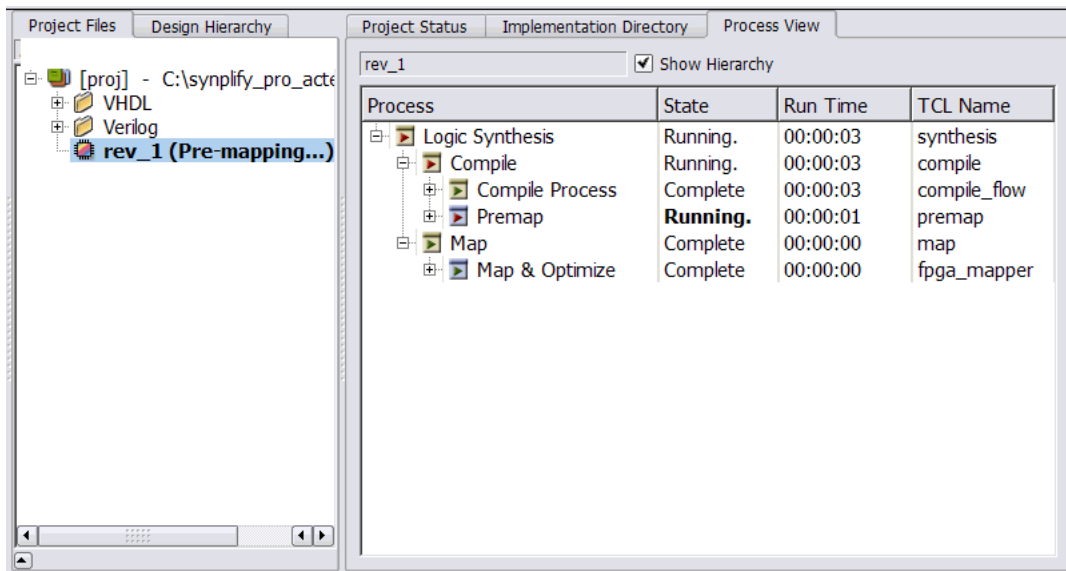 Project Files Design Hierarchy Project Status Implementation Directory Process View
rev_1 Show Hierarchy
[proj] - C:\synplify_pro_acte
VHDL
Verilog
rev_1 (Pre-mapping...)
Process State Run Time TCL Name
Logic Synthesis Running. 00:00:03 synthesis
Compile Running. 00:00:03 compile
Compile Process Complete 00:00:03 compile_flow
Premap Running. 00:00:01 premap
Map Complete 00:00:00 map
Map & Optimize Complete 00:00:00 fpga_mapper